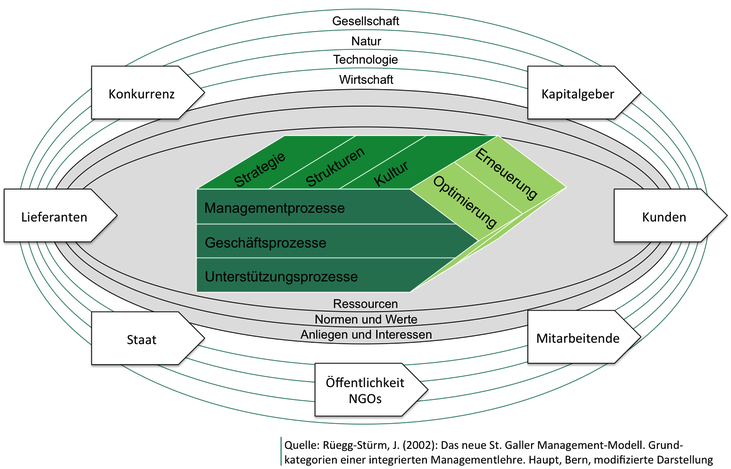 Gesellschaft
Natur
Technologie
Wirtschaft
Konkurrenz
Kapitalgeber
Strategie
Strukturen
Kultur
Erneuerung
Optimierung
Managementprozesse
Geschäftsprozesse
Unterstützungsprozesse
Lieferanten
Kunden
Ressourcen
Normen und Werte
Anliegen und Interessen
Staat
Mitarbeitende
Öffentlichkeit
NGOs
Quelle: Rüegg-Stürm, J. (2002): Das neue St. Galler Management-Modell. Grund-
kategorien einer integrierten Managementlehre. Haupt, Bern, modifizierte Darstellung